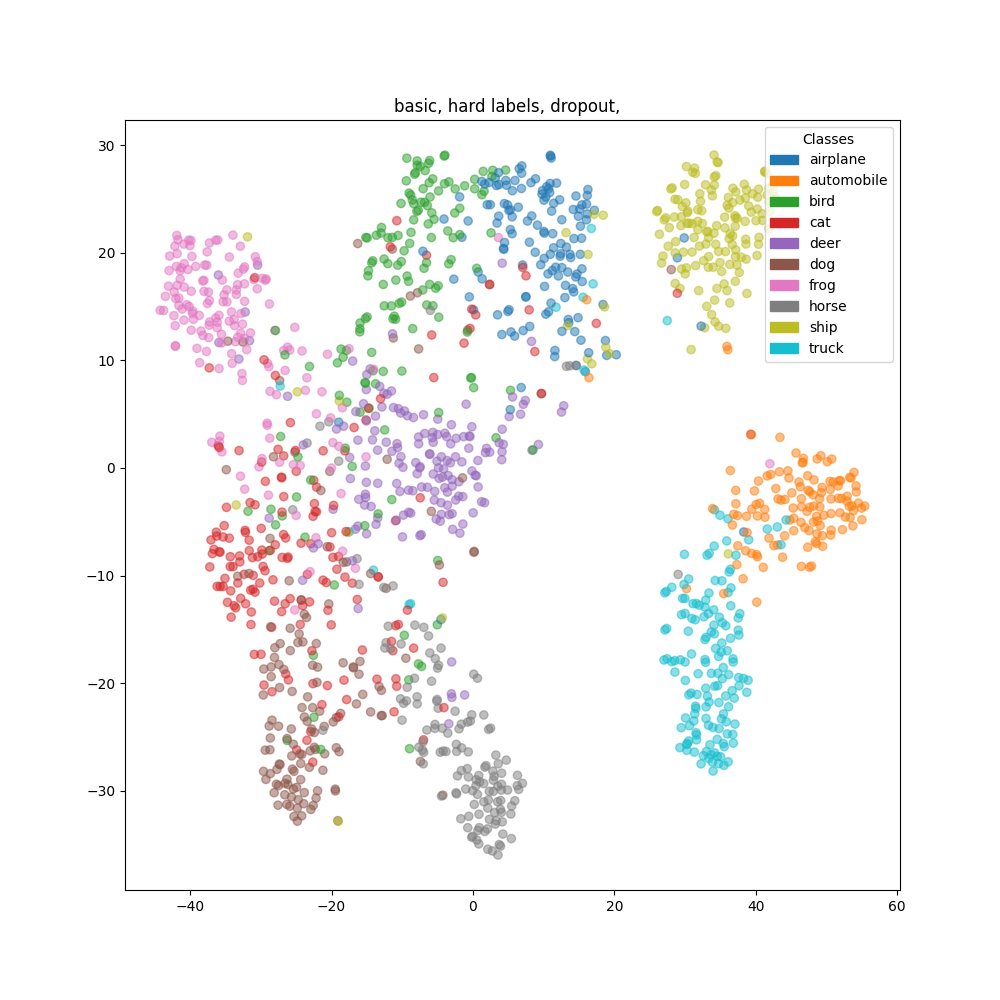 basic, hard labels, dropout,
Classes
airplane
automobile
bird
cat
deer
dog
frog
horse
ship
truck
30
20
10
0
−10
−20
−30
−40 −20 0 20 40 60